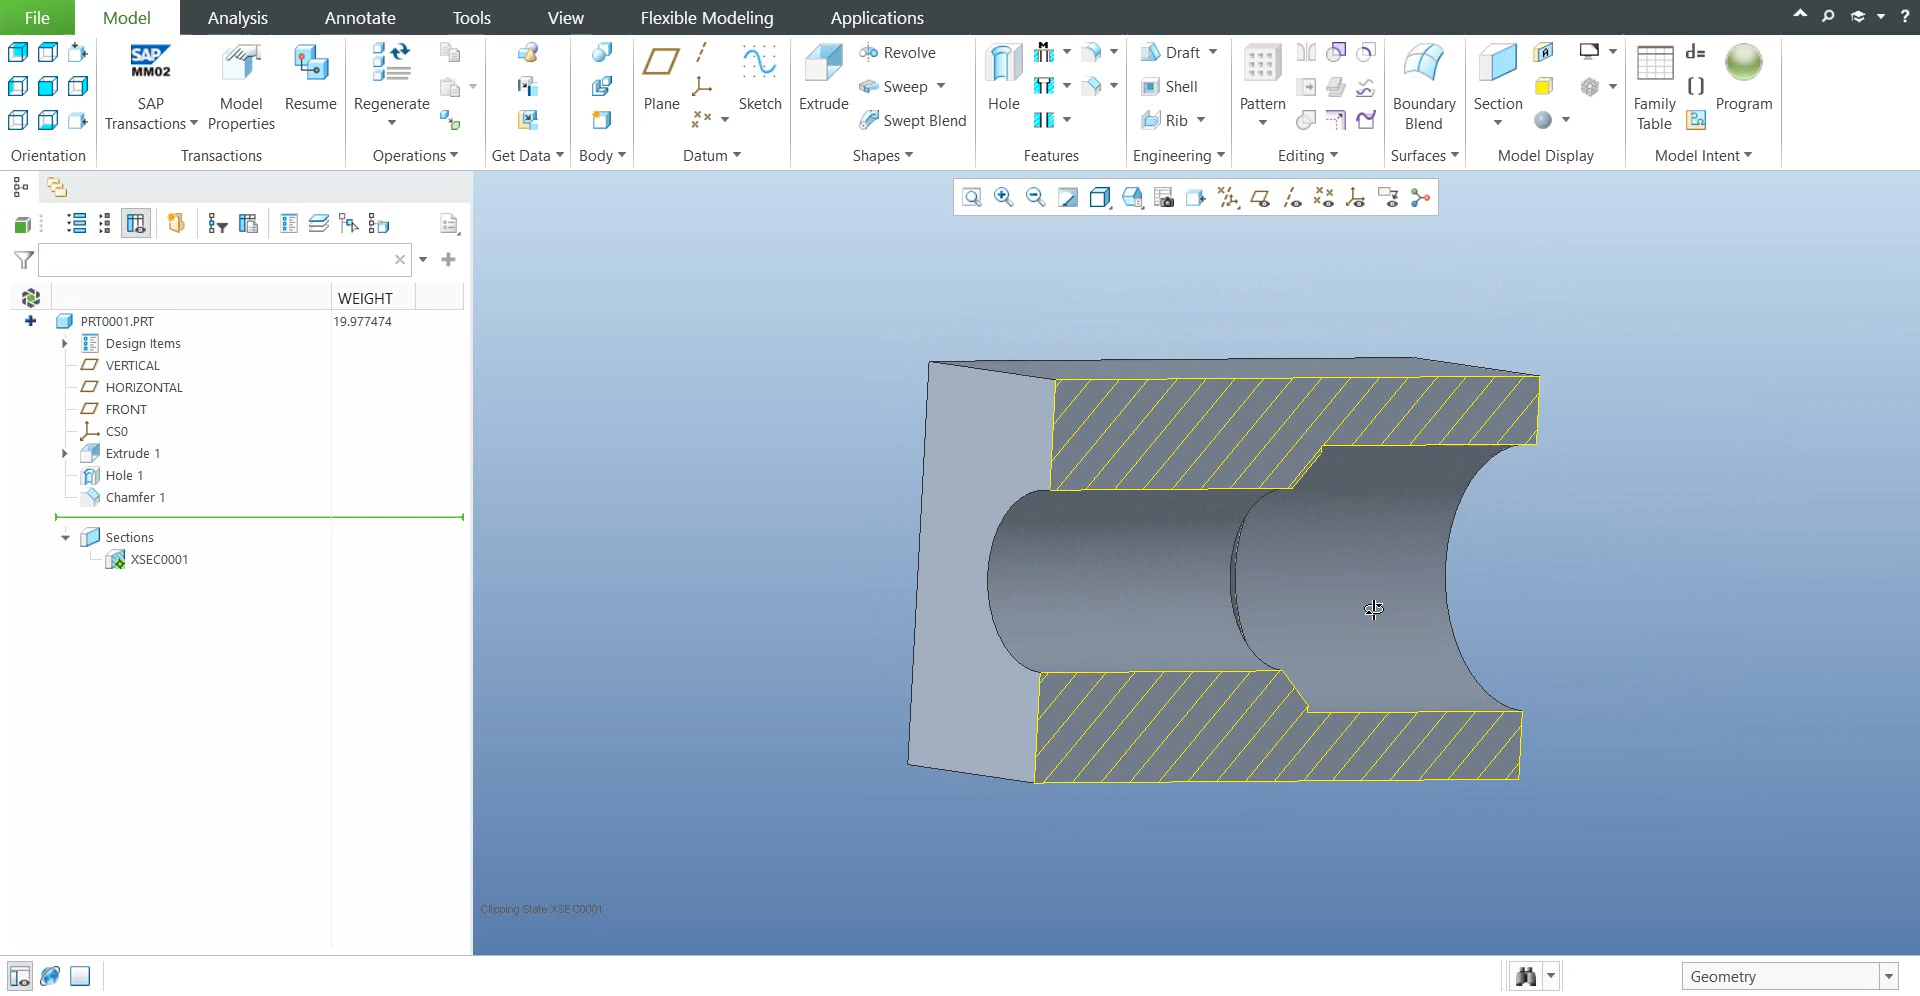 File Model Analysis Annotate Tools View Flexible Modeling Applications ?
SAP MM02
SAP Transactions
Model Properties
Resume
Transactions
Orientation
Regenerate
Operations
Get Data
Body
Plane
Sketch
Datum
Extrude
Revolve
Sweep
Swept Blend
Shapes
Hole
Features
Draft
Shell
Rib
Engineering
Pattern
Editing
Boundary Blend
Surfaces
Section
Model Display
Family Table
d=
[]
Program
Model Intent
WEIGHT
PRT0001.PRT 19.977474
Design Items
VERTICAL
HORIZONTAL
FRONT
CS0
Extrude 1
Hole 1
Chamfer 1
Sections
XSEC0001
Clipping State:XSEC0001
Geometry